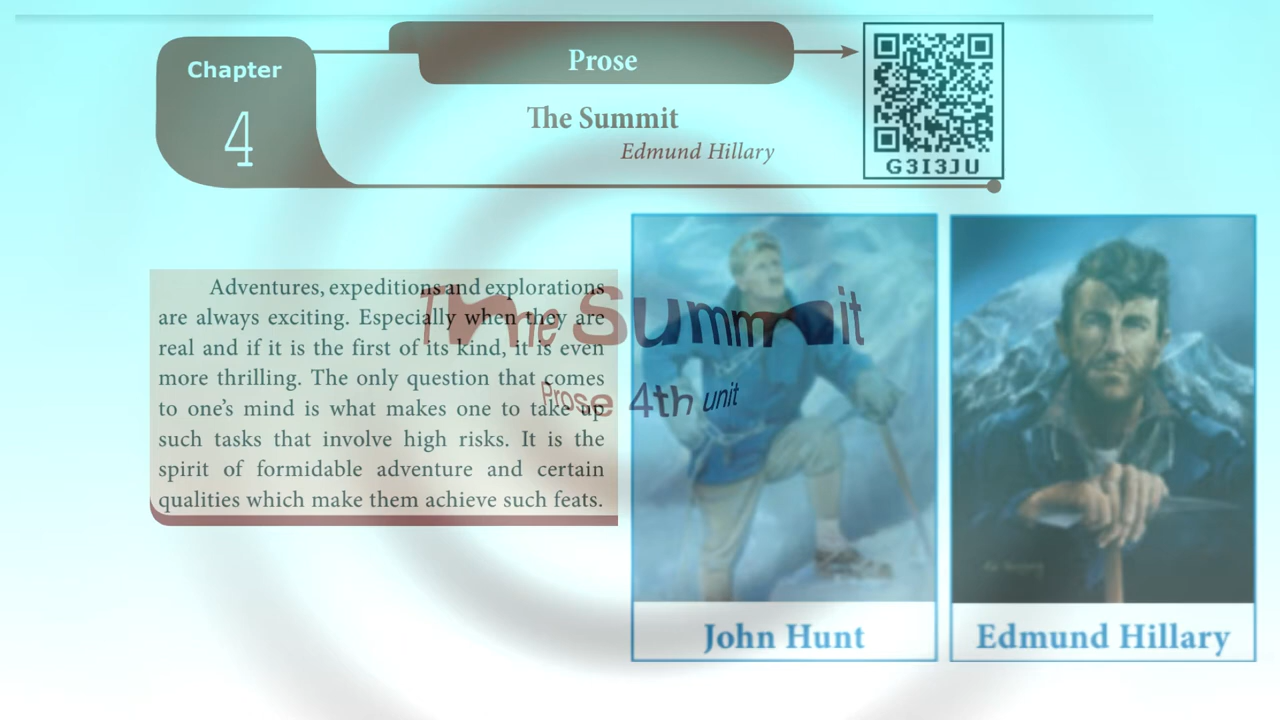 Chapter
4
Prose
The Summit
Edmund Hillary
G3I3JU
Adventures, expeditions and explorations
are always exciting. Especially when they are
real and if it is the first of its kind, it is even
more thrilling. The only question that comes
to one's mind is what makes one to take up
such tasks that involve high risks. It is the
spirit of formidable adventure and certain
qualities which make them achieve such feats.
The Summit
Prose 4th unit
John Hunt
Edmund Hillary